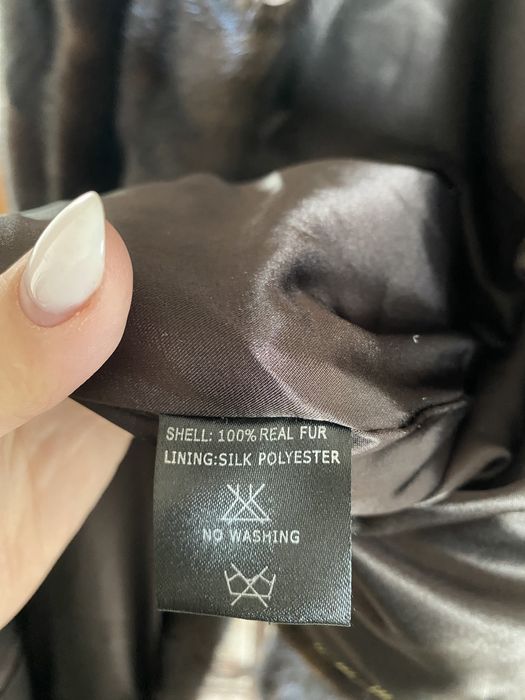 SHELL: 100% REAL FUR
LINING:SILK POLYESTER
NO WASHING